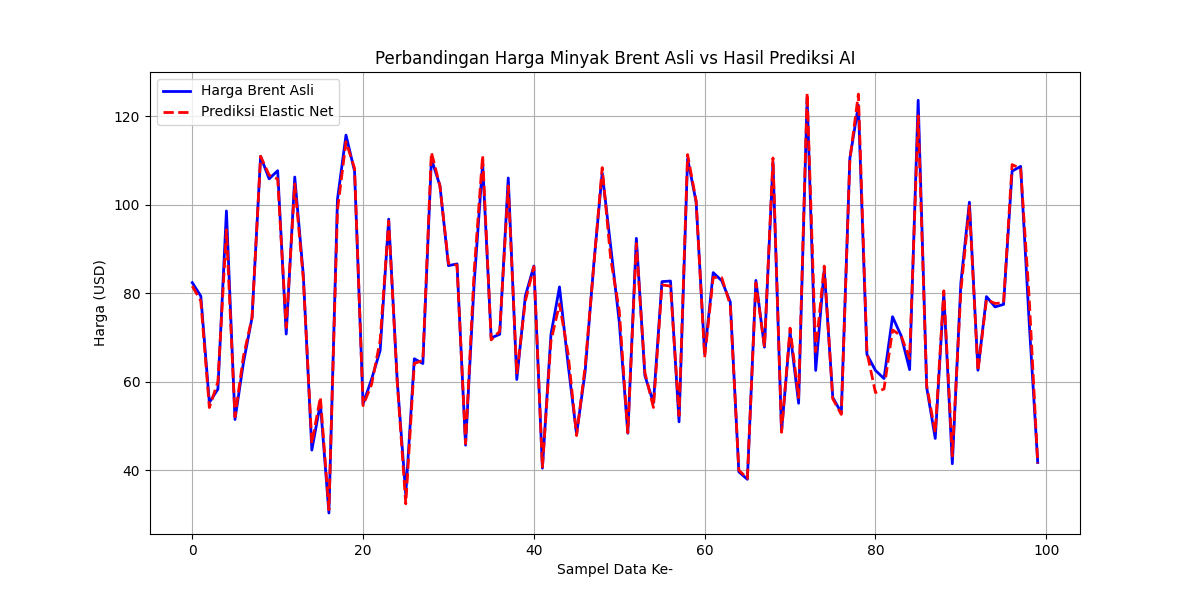 Perbandingan Harga Minyak Brent Asli vs Hasil Prediksi AI
Harga Brent Asli
Prediksi Elastic Net
Harga (USD)
120
100
80
60
40
0
20
40
60
80
100
Sampel Data Ke-